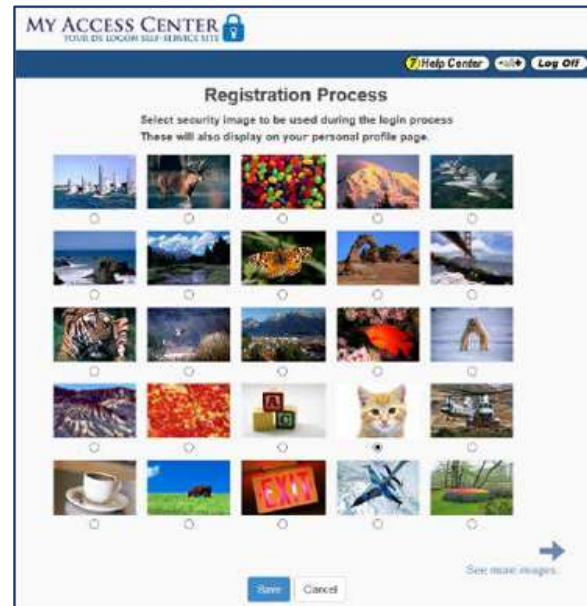 MY ACCESS CENTER
YOUR DS LOGON SELF-SERVICE SITE
? Help Center - alt + Log Off
Registration Process
Select security image to be used during the login process
These will also display on your personal profile page.
A
EXIT
See more images
Save Cancel